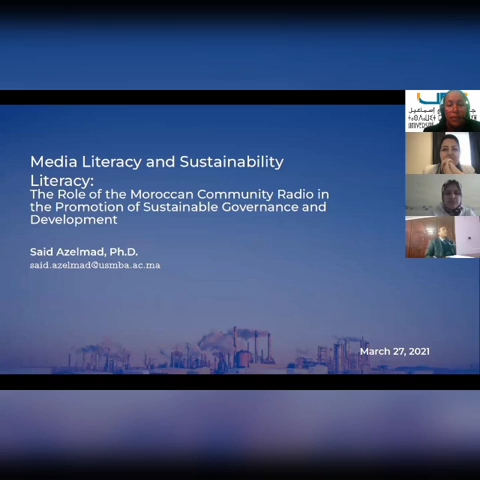 Media Literacy and Sustainability
Literacy:
The Role of the Moroccan Community Radio in
the Promotion of Sustainable Governance and
Development
Said Azelmad, Ph.D.
said.azelmad@usmba.ac.ma
March 27, 2021